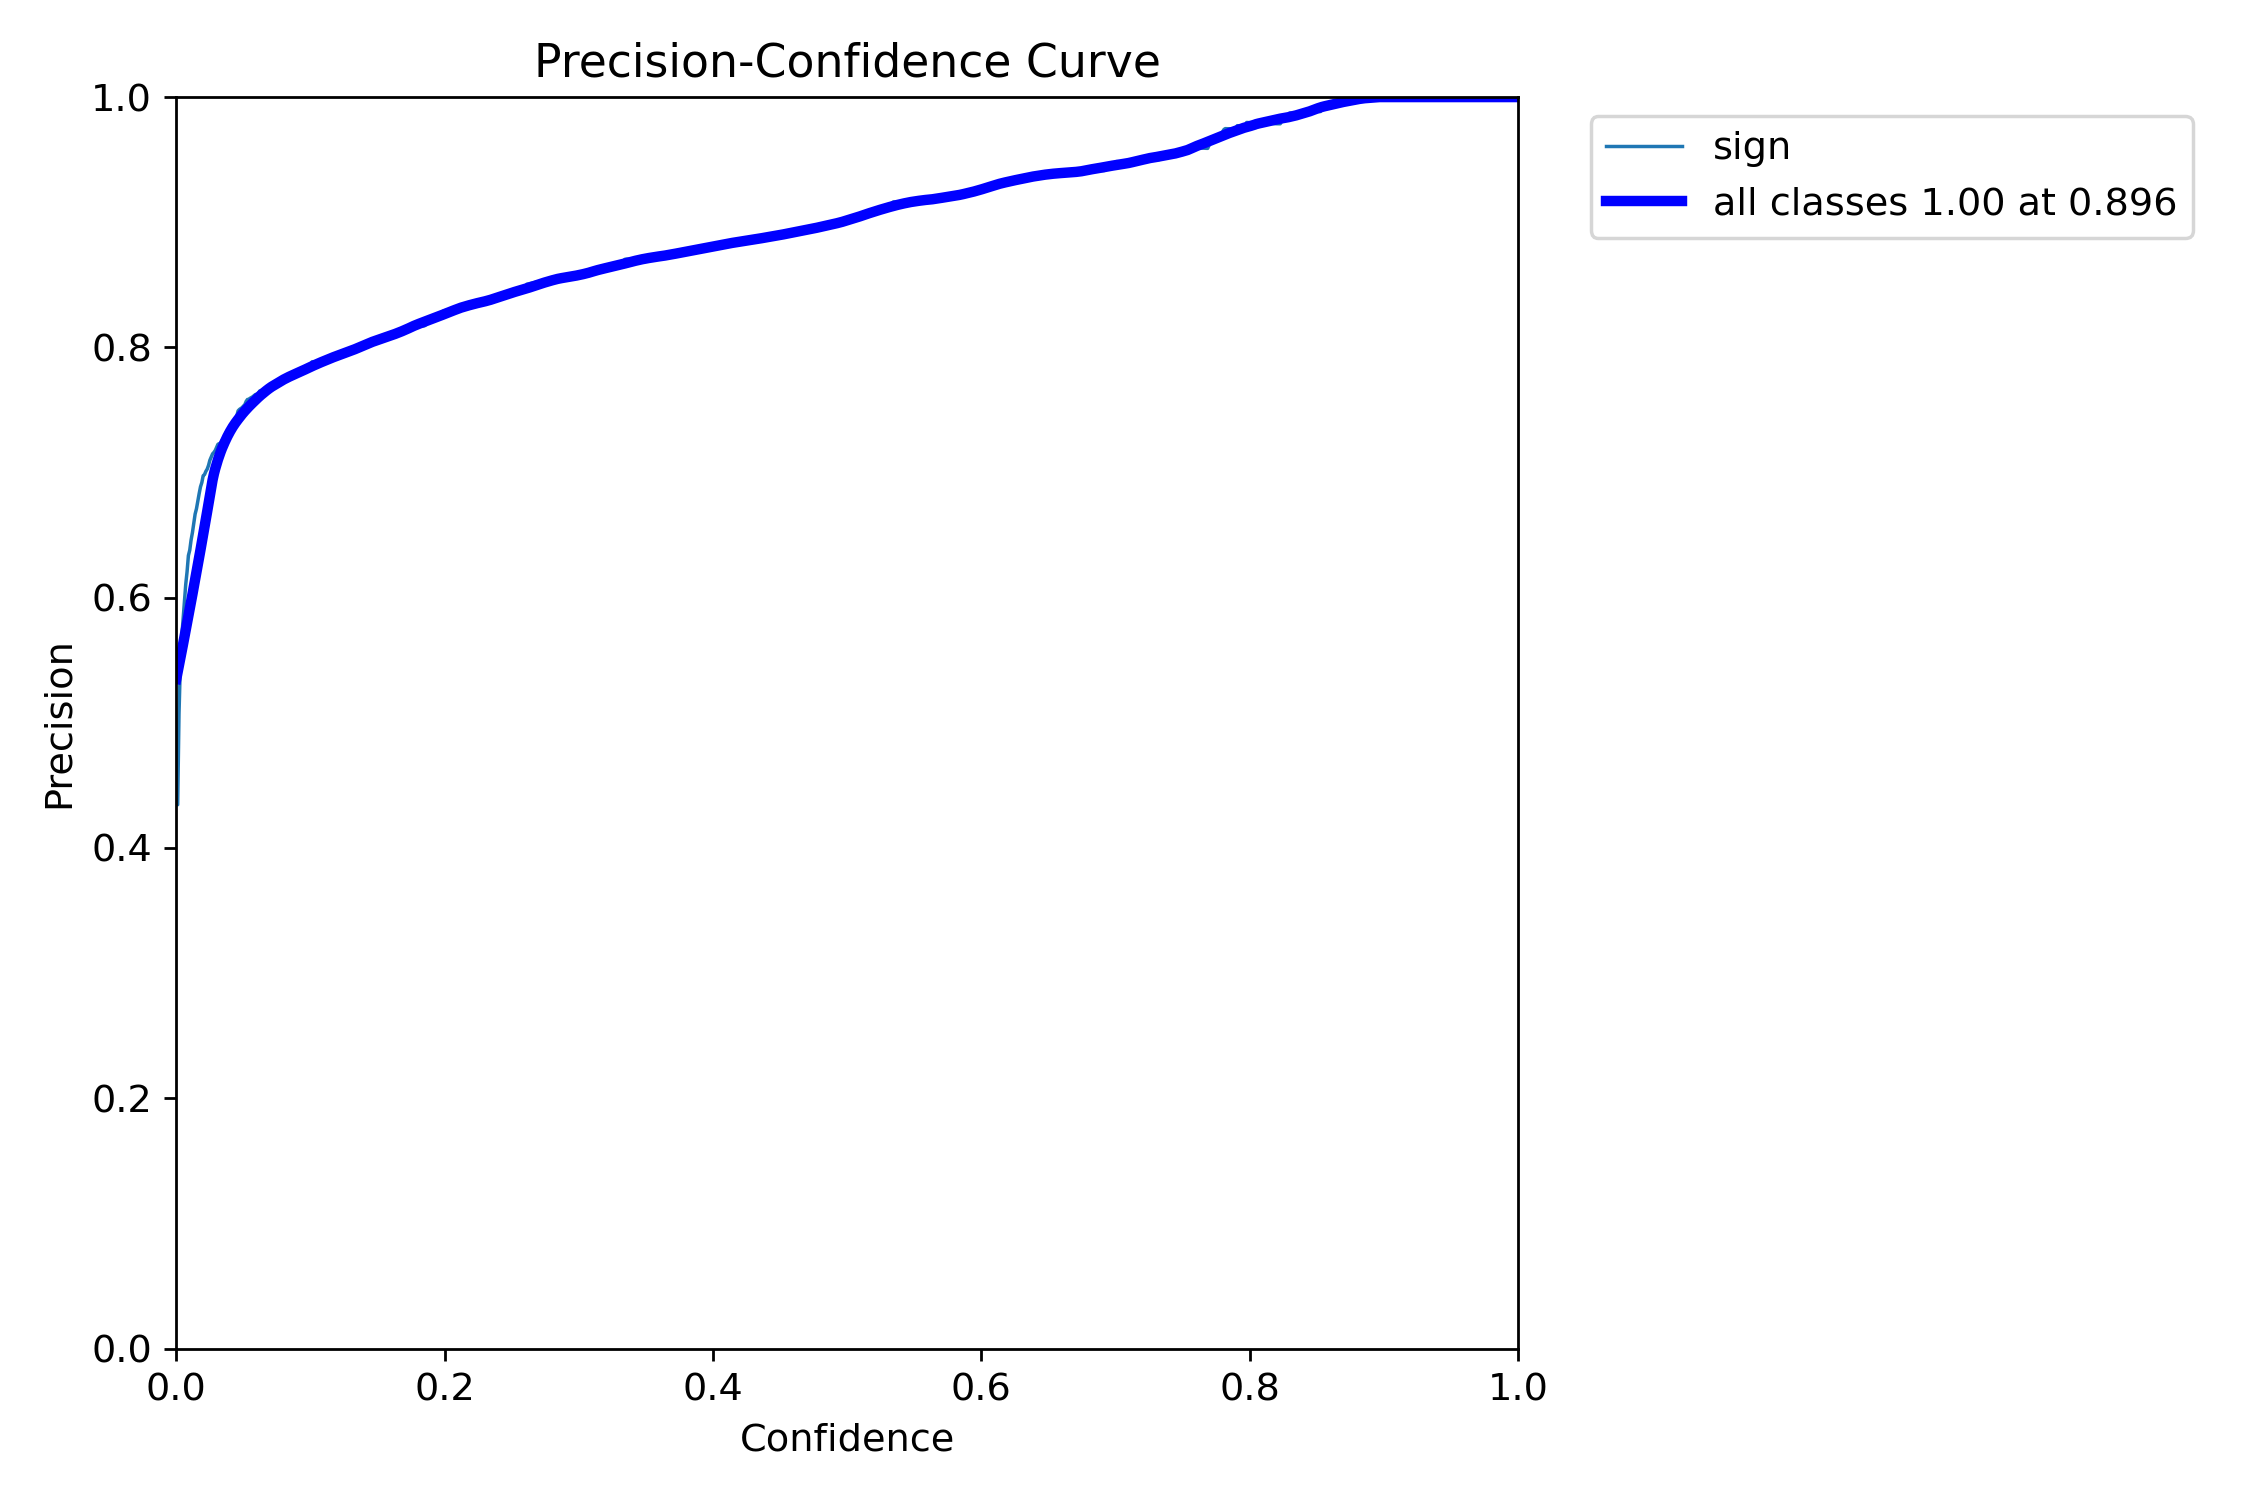 Precision-Confidence Curve
1.0
0.8
0.6
0.4
0.2
0.0
Precision
0.0 0.2 0.4 0.6 0.8 1.0
Confidence
sign
all classes 1.00 at 0.896